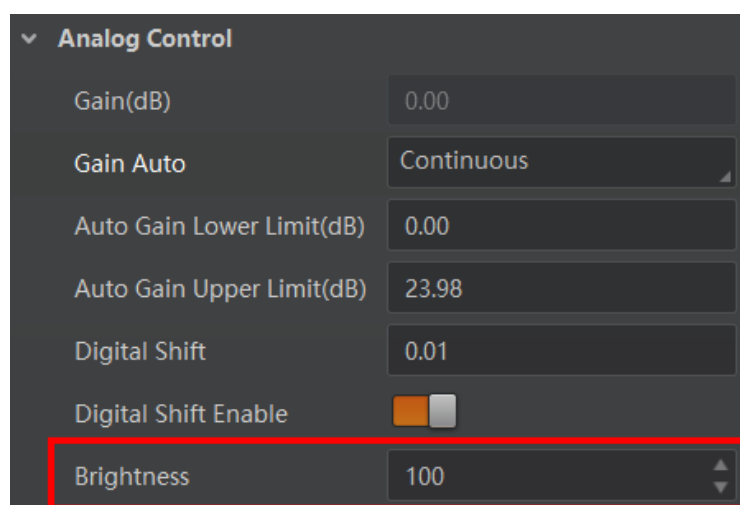 Analog Control
Gain(dB) 0.00
Gain Auto Continuous
Auto Gain Lower Limit(dB) 0.00
Auto Gain Upper Limit(dB) 23.98
Digital Shift 0.01
Digital Shift Enable
Brightness 100